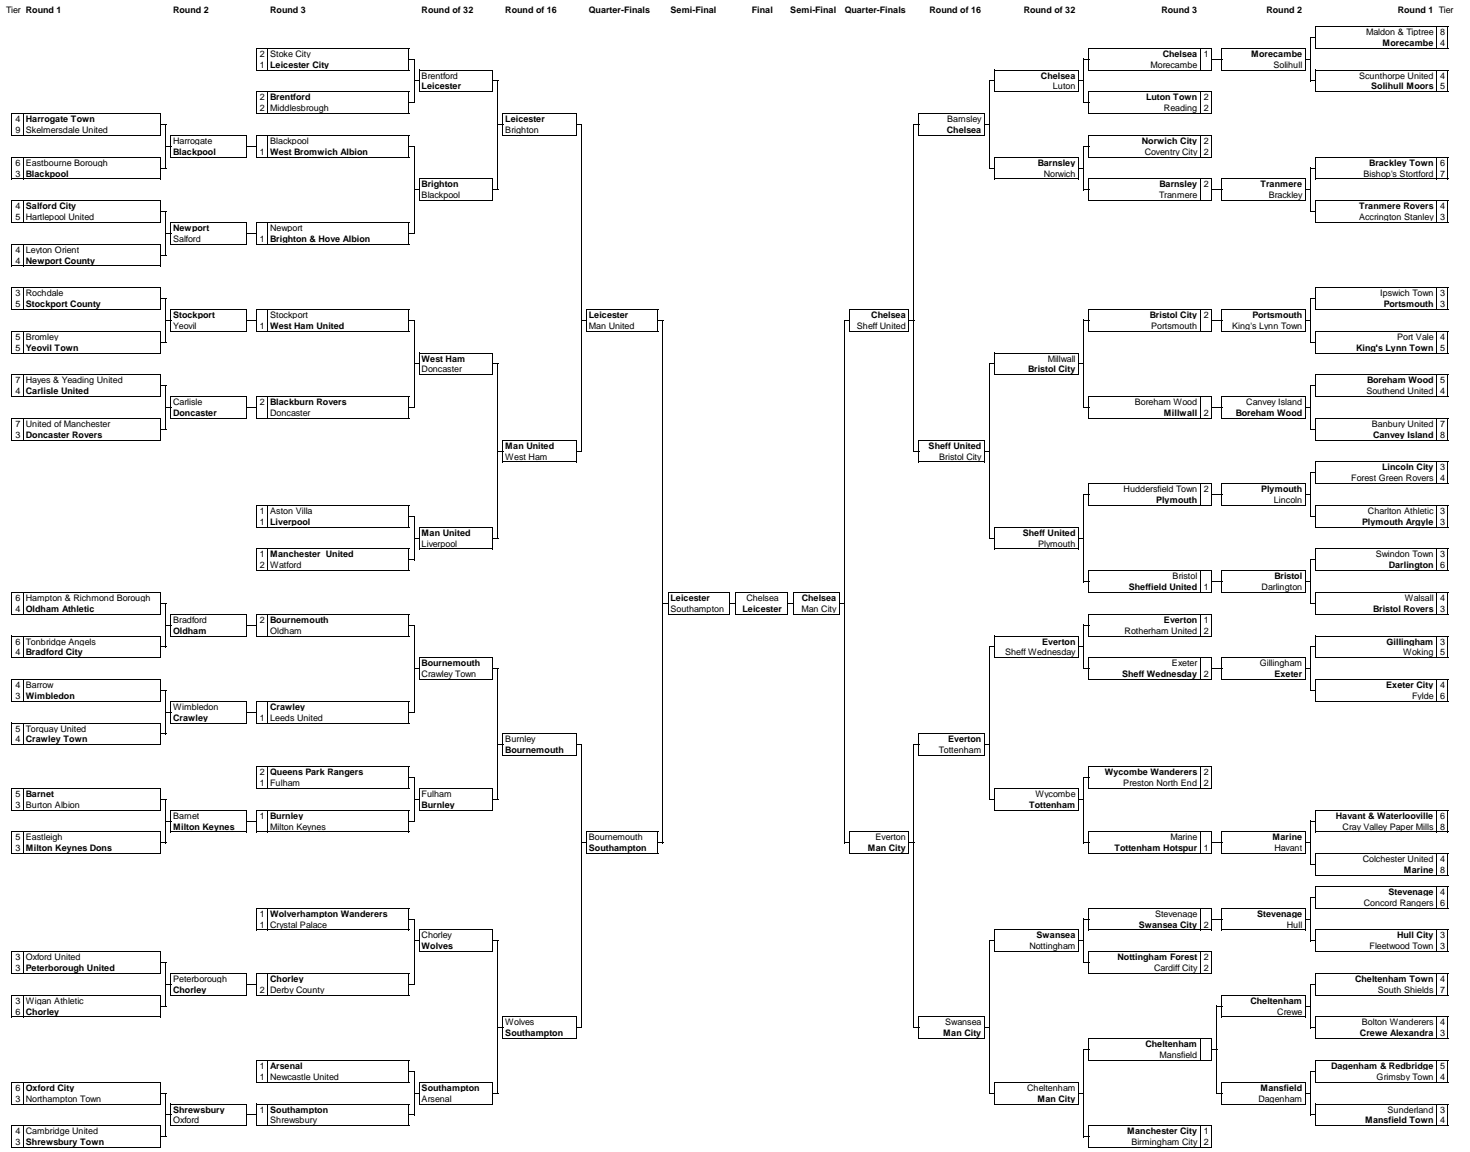 Tier Round 1 Round 2 Round 3 Round of 32 Round of 16 Quarter-Finals Semi-Final Final Semi-Final Quarter-Finals Round of 16 Round of 32 Round 3 Round 2 Round 1 Tier
4 Harrogate Town
9 Skelmersdale United
6 Eastbourne Borough
3 Blackpool
4 Salford City
5 Hartlepool United
4 Leyton Orient
4 Newport County
3 Rochdale
5 Stockport County
5 Bromley
5 Yeovil Town
7 Hayes & Yeading United
4 Carlisle United
7 United of Manchester
3 Doncaster Rovers
6 Hampton & Richmond Borough
4 Oldham Athletic
6 Tonbridge Angels
4 Bradford City
4 Barrow
3 Wimbledon
5 Torquay United
4 Crawley Town
5 Barnet
3 Burton Albion
5 Eastleigh
3 Milton Keynes Dons
3 Oxford United
3 Peterborough United
3 Wigan Athletic
6 Chorley
6 Oxford City
3 Northampton Town
4 Cambridge United
3 Shrewsbury Town
Harrogate
Blackpool
Newport
Salford
Stockport
Yeovil
Carlisle
Doncaster
Bradford
Oldham
Wimbledon
Crawley
Barnet
Milton Keynes
Peterborough
Chorley
Shrewsbury
Oxford
2 Stoke City
1 Leicester City
2 Brentford
2 Middlesbrough
Blackpool
1 West Bromwich Albion
Newport
1 Brighton & Hove Albion
Stockport
1 West Ham United
2 Blackburn Rovers
Doncaster
1 Aston Villa
1 Liverpool
1 Manchester United
2 Watford
2 Bournemouth
Oldham
Crawley
1 Leeds United
2 Queens Park Rangers
1 Fulham
1 Burnley
Milton Keynes
1 Wolverhampton Wanderers
1 Crystal Palace
Chorley
2 Derby County
1 Arsenal
1 Newcastle United
1 Southampton
Shrewsbury
Brentford
Leicester
Brighton
Blackpool
West Ham
Doncaster
Man United
Liverpool
Bournemouth
Crawley Town
Fulham
Burnley
Chorley
Wolves
Southampton
Arsenal
Leicester
Brighton
Man United
West Ham
Burnley
Bournemouth
Wolves
Southampton
Leicester
Man United
Bournemouth
Southampton
Leicester
Southampton
Chelsea
Leicester
Chelsea
Man City
Chelsea
Sheff United
Everton
Man City
Barnsley
Chelsea
Sheff United
Bristol City
Everton
Tottenham
Swansea
Man City
Chelsea
Luton
Barnsley
Norwich
Millwall
Bristol City
Sheff United
Plymouth
Everton
Sheff Wednesday
Wycombe
Tottenham
Swansea
Nottingham
Cheltenham
Man City
Chelsea 1
Morecambe
Luton Town 2
Reading 2
Norwich City 2
Coventry City 2
Barnsley 2
Tranmere
Bristol City 2
Portsmouth
Boreham Wood
Millwall 2
Huddersfield Town 2
Plymouth
Bristol
Sheffield United 1
Everton 1
Rotherham United 2
Exeter
Sheff Wednesday 2
Wycombe Wanderers 2
Preston North End 2
Marine
Tottenham Hotspur 1
Stevenage
Swansea City 2
Nottingham Forest 2
Cardiff City 2
Cheltenham
Mansfield
Manchester City 1
Birmingham City 2
Morecambe
Solihull
Tranmere
Brackley
Portsmouth
King's Lynn Town
Canvey Island
Boreham Wood
Plymouth
Lincoln
Bristol
Darlington
Gillingham
Exeter
Marine
Havant
Stevenage
Hull
Cheltenham
Crewe
Mansfield
Dagenham
Maldon & Tiptree 8
Morecambe 4
Scunthorpe United 4
Solihull Moors 5
Brackley Town 6
Bishop's Stortford 7
Tranmere Rovers 4
Accrington Stanley 3
Ipswich Town 3
Portsmouth 3
Port Vale 4
King's Lynn Town 5
Boreham Wood 5
Southend United 4
Banbury United 7
Canvey Island 8
Lincoln City 3
Forest Green Rovers 4
Charlton Athletic 3
Plymouth Argyle 3
Swindon Town 3
Darlington 6
Walsall 4
Bristol Rovers 3
Gillingham 3
Woking 5
Exeter City 4
Fylde 6
Havant & Waterlooville 6
Cray Valley Paper Mills 8
Colchester United 4
Marine 8
Stevenage 4
Concord Rangers 6
Hull City 3
Fleetwood Town 3
Cheltenham Town 4
South Shields 7
Bolton Wanderers 4
Crewe Alexandra 3
Dagenham & Redbridge 5
Grimsby Town 4
Sunderland 3
Mansfield Town 4